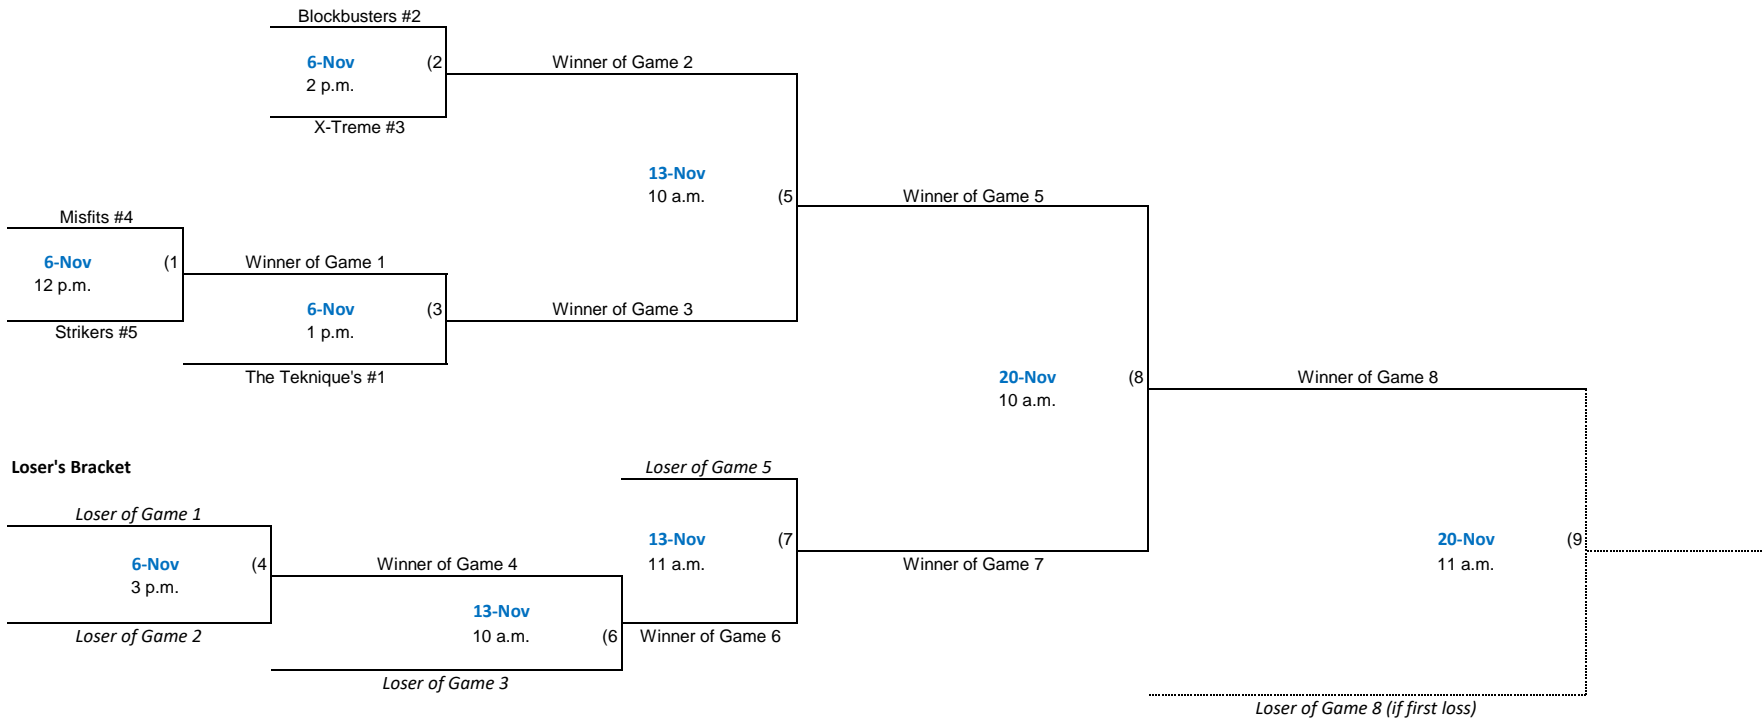 Blockbusters #2
6-Nov (2
2 p.m.
X-Treme #3
Winner of Game 2
13-Nov
10 a.m. (5
Winner of Game 5
Misfits #4
6-Nov (1
12 p.m.
Strikers #5
Winner of Game 1
6-Nov (3
1 p.m.
The Teknique's #1
Winner of Game 3
20-Nov (8
10 a.m.
Winner of Game 8
Loser's Bracket
Loser of Game 1
6-Nov (4
3 p.m.
Loser of Game 2
Winner of Game 4
13-Nov
10 a.m. (6
Loser of Game 3
Loser of Game 5
13-Nov (7
11 a.m.
Winner of Game 6
Winner of Game 7
20-Nov (9
11 a.m.
Loser of Game 8 (if first loss)